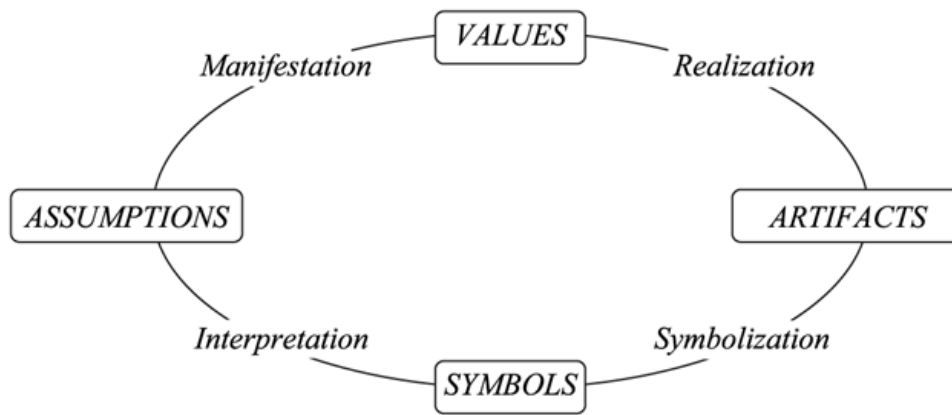 VALUES
Manifestation
Realization
ASSUMPTIONS
ARTIFACTS
Interpretation
Symbolization
SYMBOLS